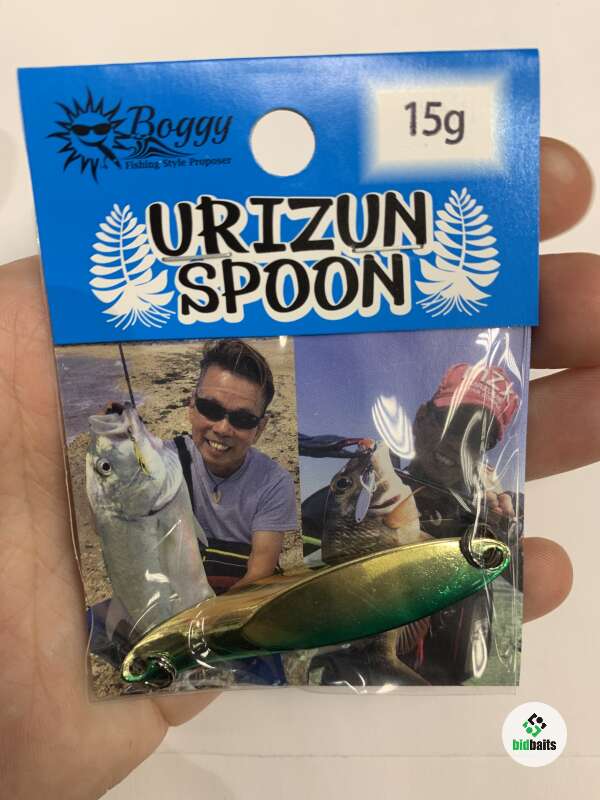 Boggy
Fishing Style Proposer
15g
URIZUN
SPOON
bidbaits